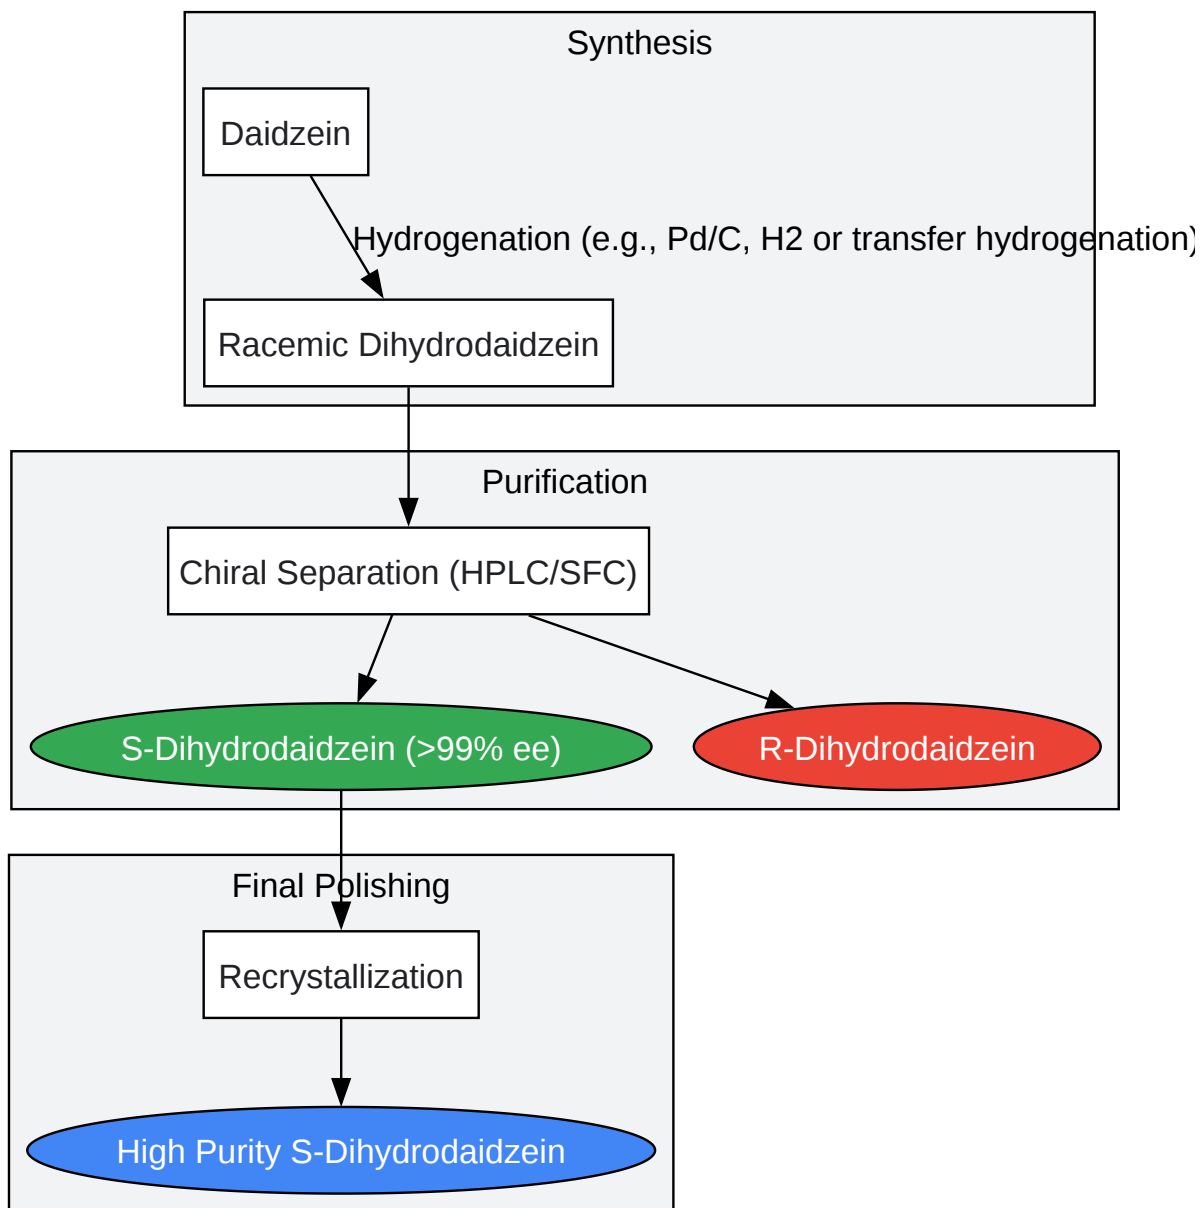 Synthesis
Daidzein
Hydrogenation (e.g., Pd/C, H2 or transfer hydrogenation)
Racemic Dihydrodaidzein
Purification
Chiral Separation (HPLC/SFC)
S-Dihydrodaidzein (>99% ee)
R-Dihydrodaidzein
Final Polishing
Recrystallization
High Purity S-Dihydrodaidzein